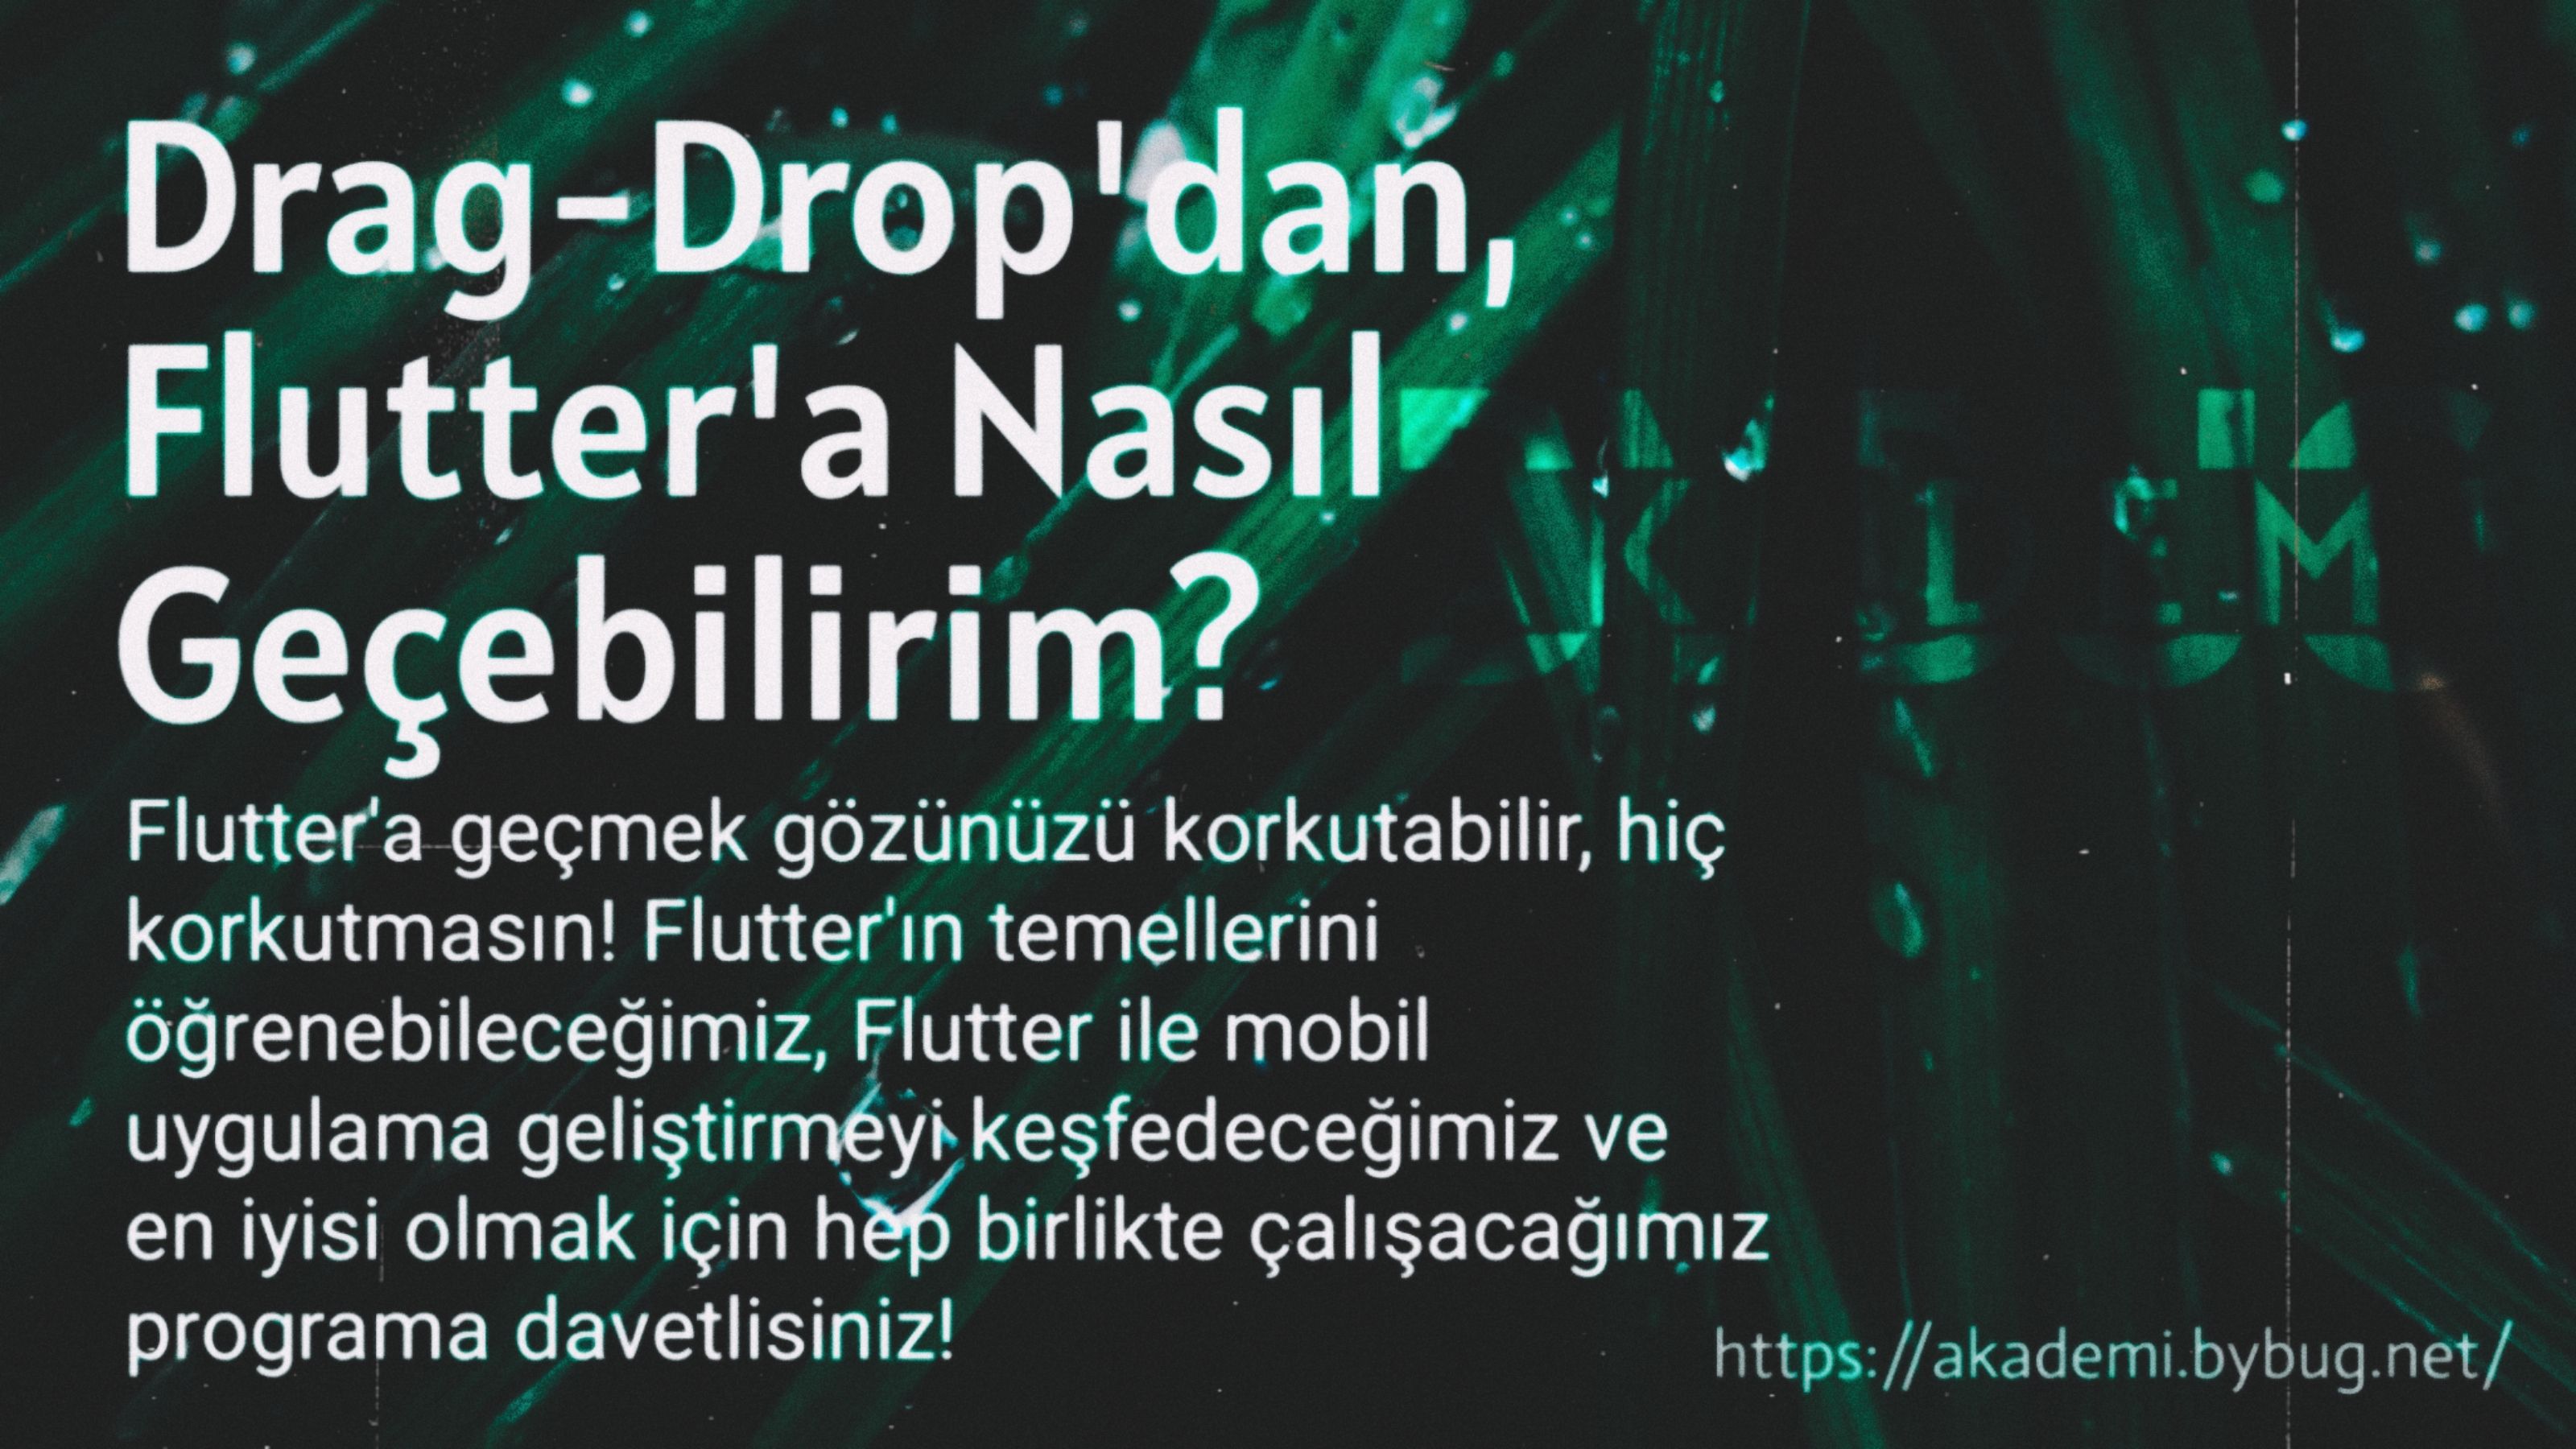 Drag-Drop'dan,
Flutter'a Nasıl
Geçebilirim?
Flutter'a geçmek gözünüzü korkutabilir, hiç
korkutmasın! Flutter'ın temellerini
öğrenebileceğimiz, Flutter ile mobil
uygulama geliştirmeyi keşfedeceğimiz ve
en iyisi olmak için hep birlikte çalışacağımız
programa davetlisiniz!
https://akademi.bybug.net/